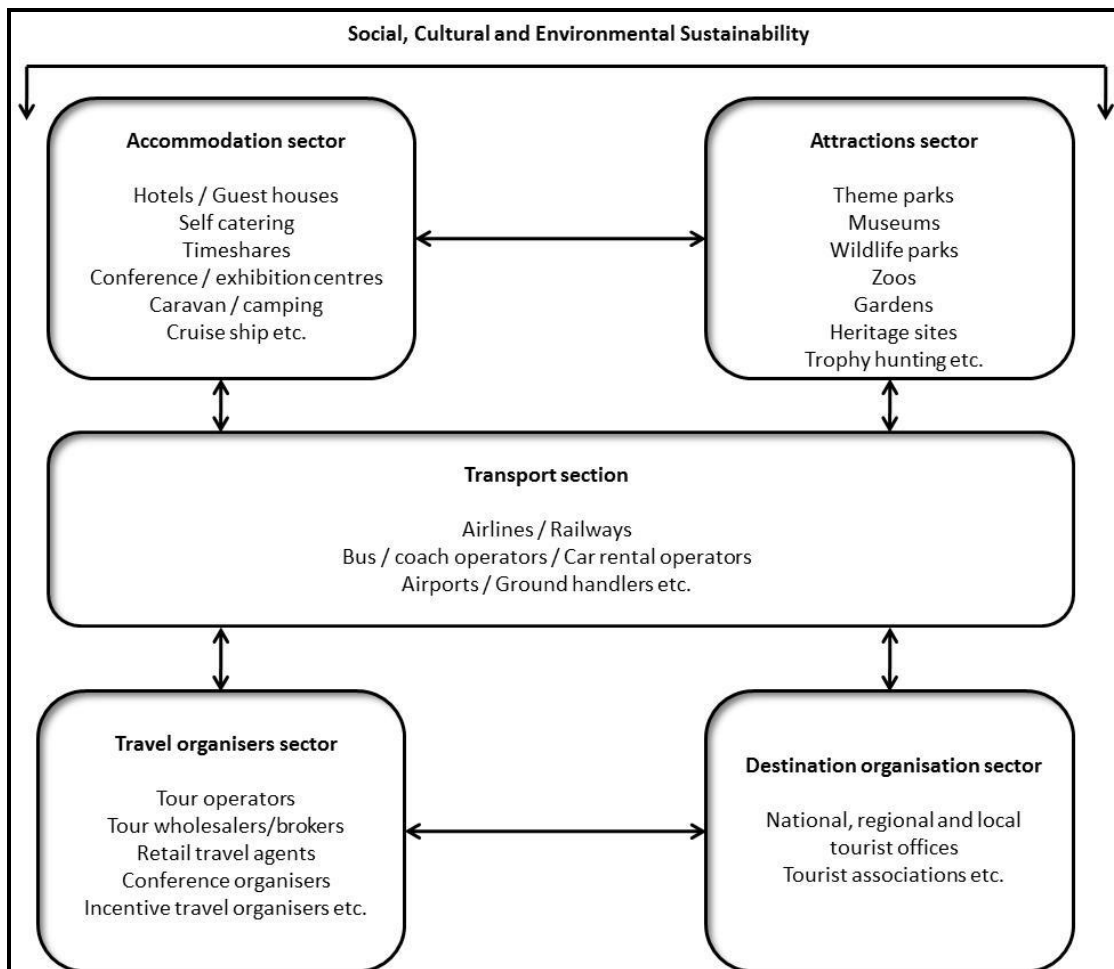 Social, Cultural and Environmental Sustainability
Accommodation sector
Hotels / Guest houses
Self catering
Timeshares
Conference / exhibition centres
Caravan / camping
Cruise ship etc.
Attractions sector
Theme parks
Museums
Wildlife parks
Zoos
Gardens
Heritage sites
Trophy hunting etc.
Transport section
Airlines / Railways
Bus / coach operators / Car rental operators
Airports / Ground handlers etc.
Travel organisers sector
Tour operators
Tour wholesalers/brokers
Retail travel agents
Conference organisers
Incentive travel organisers etc.
Destination organisation sector
National, regional and local
tourist offices
Tourist associations etc.